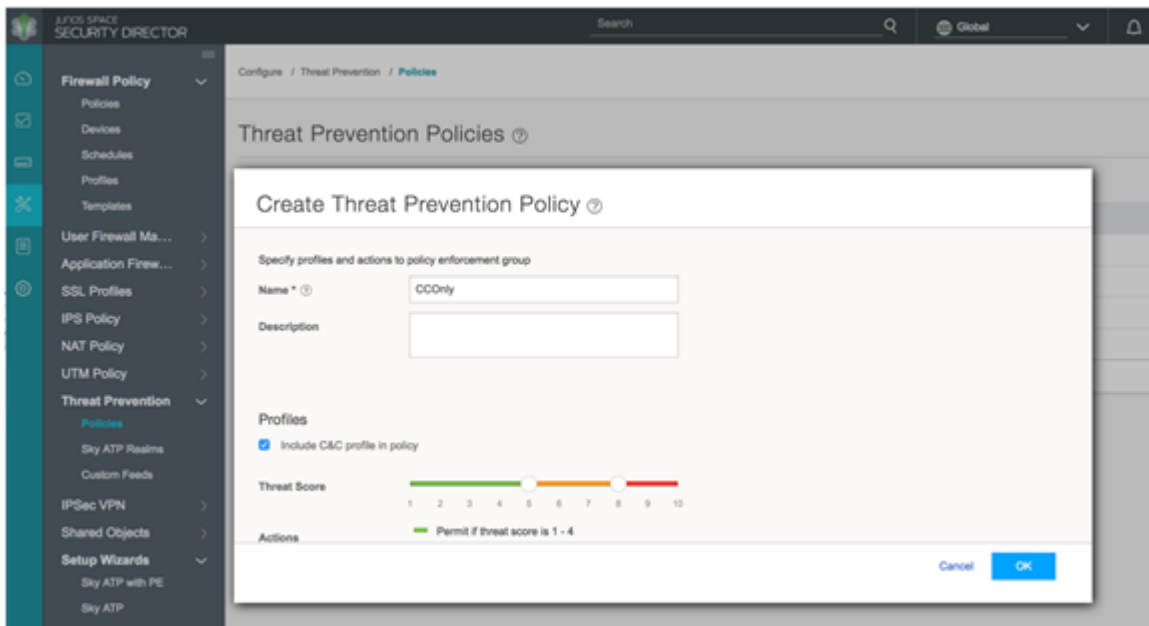 JUNOS SPACE
SECURITY DIRECTOR
Search
Global
Firewall Policy
Policies
Devices
Schedules
Profiles
Templates
User Firewall Ma...
Application Firew...
SSL Profiles
IPS Policy
NAT Policy
UTM Policy
Threat Prevention
Policies
Sky ATP Realms
Custom Feeds
IPSec VPN
Shared Objects
Setup Wizards
Sky ATP with PE
Sky ATP
Configure / Threat Prevention / Policies
Threat Prevention Policies ?
Create Threat Prevention Policy ?
Specify profiles and actions to policy enforcement group
Name * ? CCOnly
Description
Profiles
Include C&C profile in policy
Threat Score
1 2 3 4 5 6 7 8 9 10
Actions Permit if threat score is 1 - 4
Cancel OK